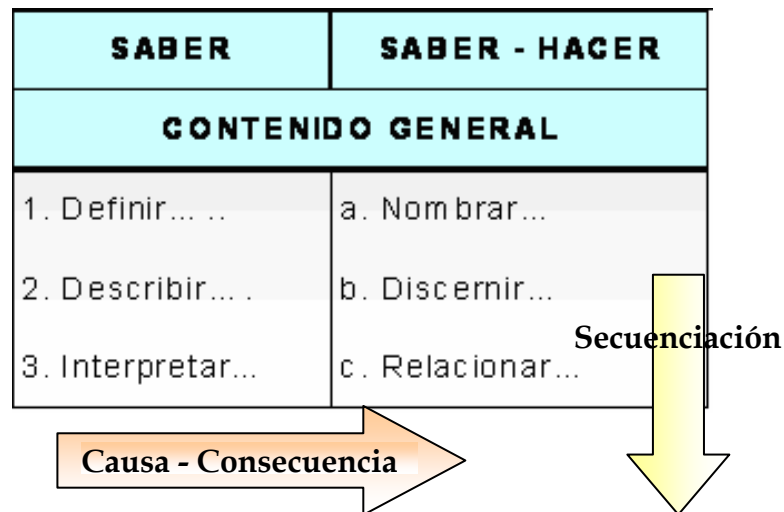 SABER
SABER - HACER
CONTENIDO GENERAL
1. Definir... ..
a. Nombrar...
2. Describir... .
b. Discernir...
3. Interpretar...
c. Relacionar...
Secuenciación
Causa - Consecuencia